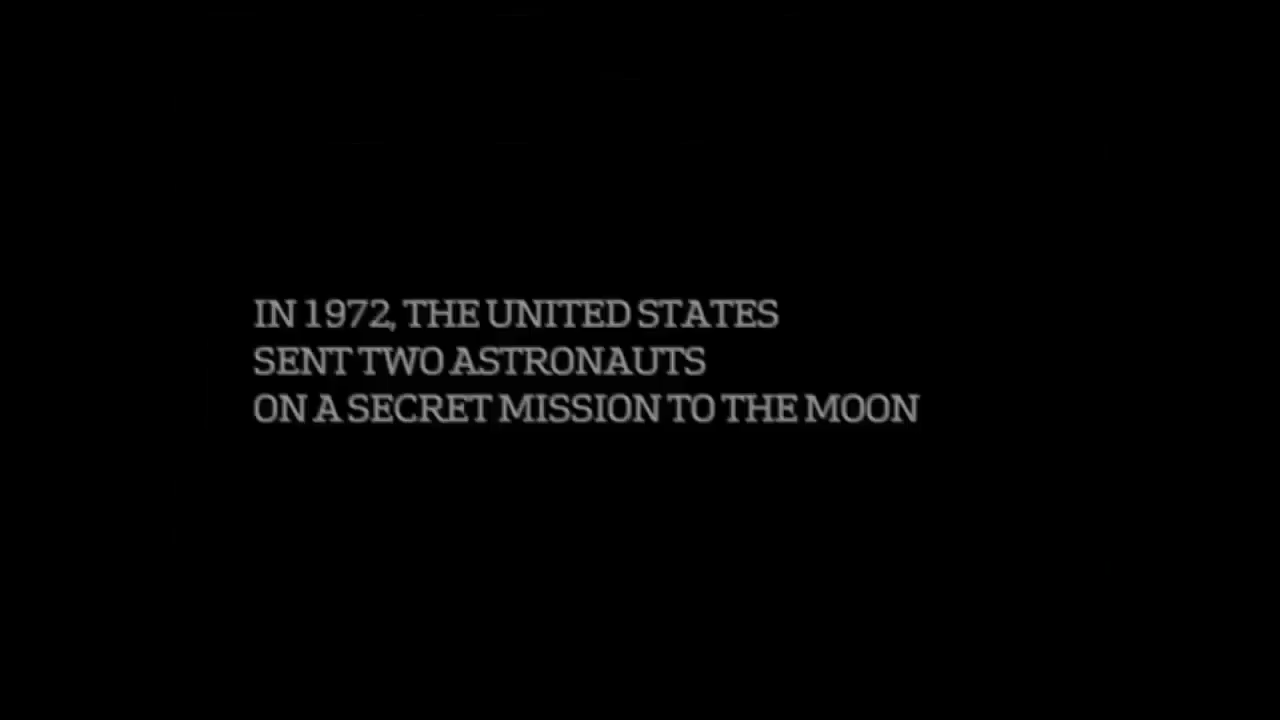 IN 1972, THE UNITED STATES
SENT TWO ASTRONAUTS
ON A SECRET MISSION TO THE MOON